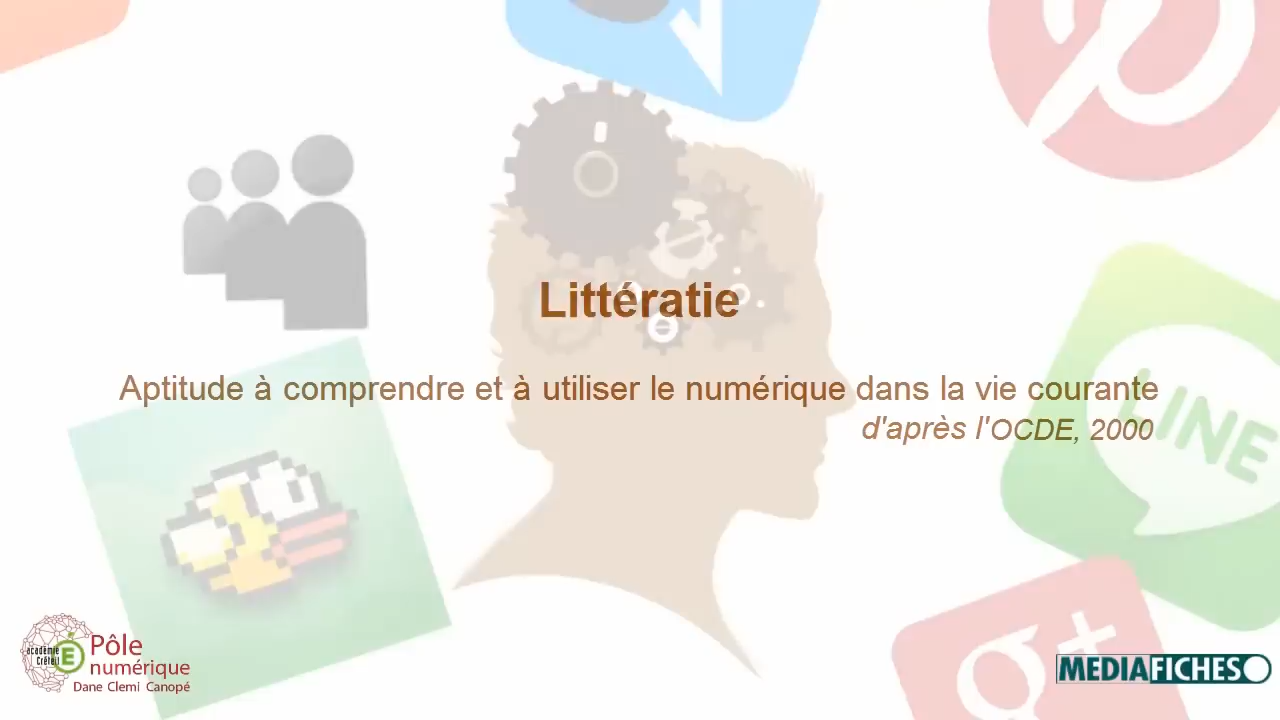 Littératie
Aptitude à comprendre et à utiliser le numérique dans la vie courante
d'après l'OCDE, 2000
LINE
g+
académie
Créteil
Pôle
numérique
Dane Clemi Canopé
MEDIAFICHES